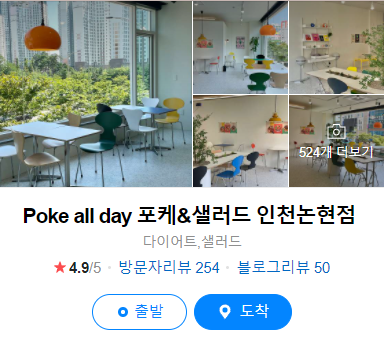 524개 더보기
Poke all day 포케&샐러드 인천논현점
다이어트,샐러드
★ 4.9/5 · 방문자리뷰 254 · 블로그리뷰 50
출발
도착